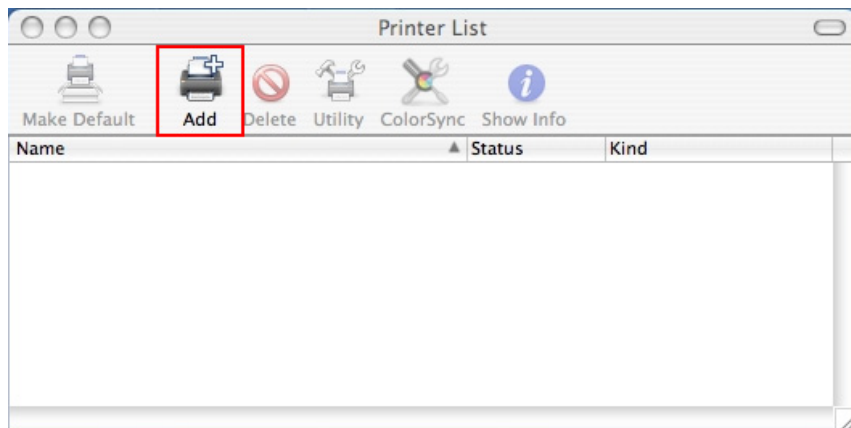 Printer List
Make Default Add Delete Utility ColorSync Show Info
Name Status Kind